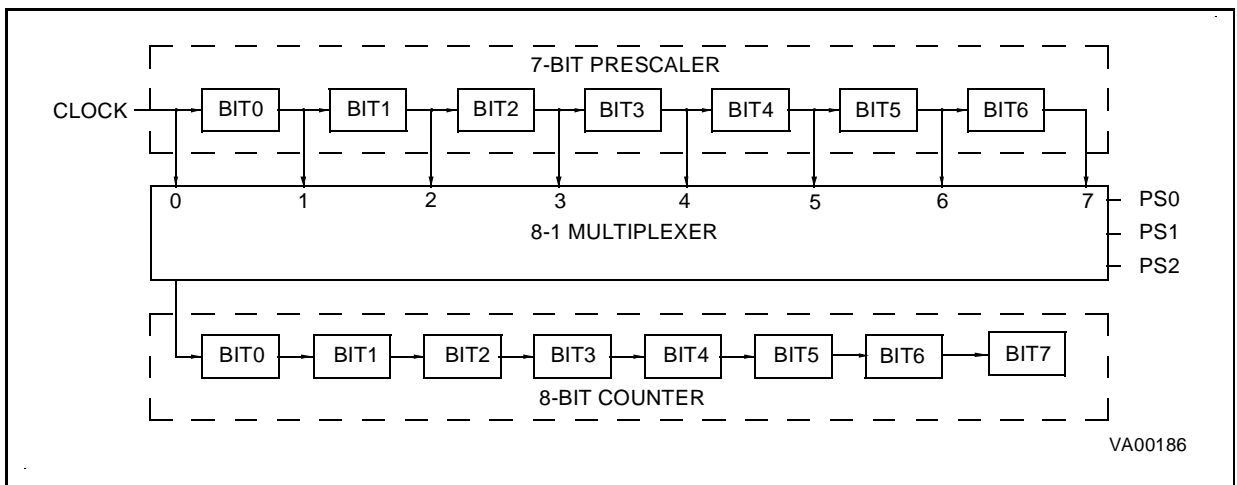 7-BIT PRESCALER
CLOCK BIT0 BIT1 BIT2 BIT3 BIT4 BIT5 BIT6
0 1 2 3 4 5 6 7 PS0
8-1 MULTIPLEXER PS1
PS2
BIT0 BIT1 BIT2 BIT3 BIT4 BIT5 BIT6 BIT7
8-BIT COUNTER
VA00186